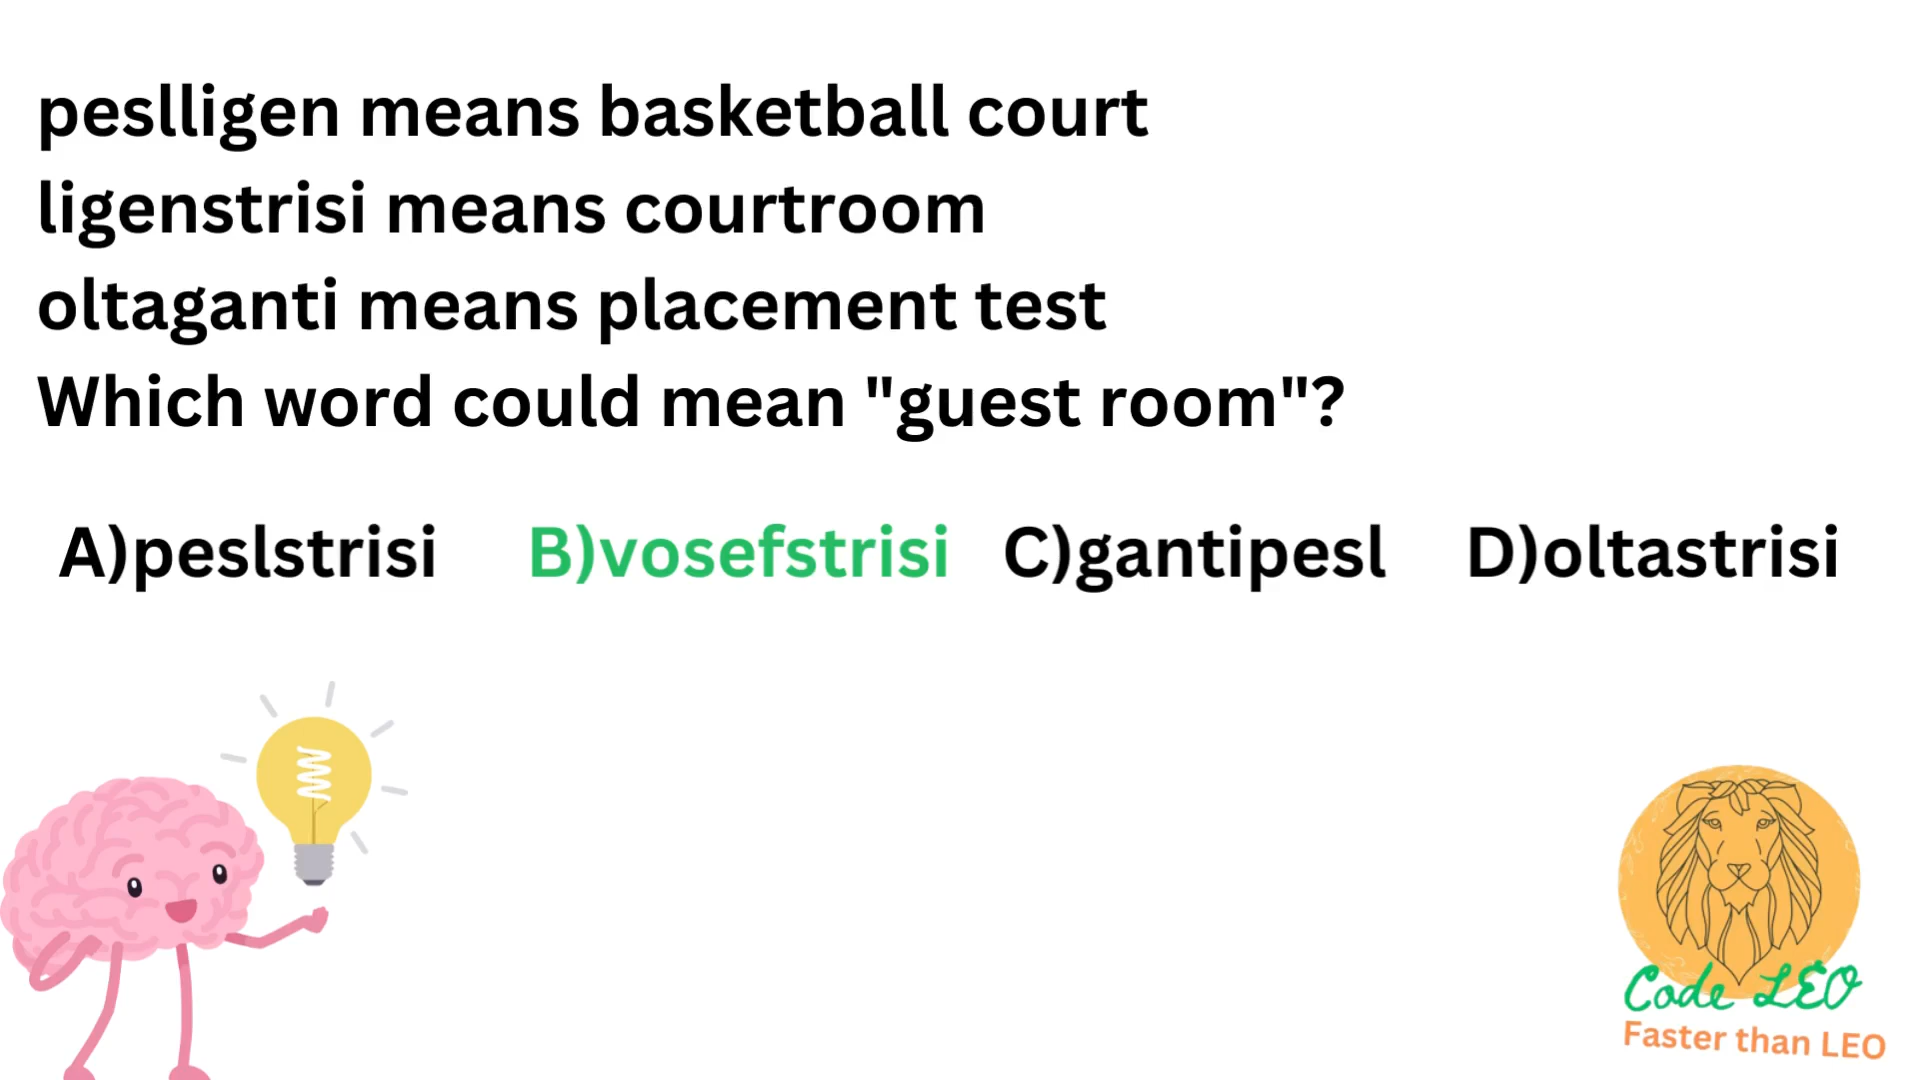 peslligen means basketball court
ligenstrisi means courtroom
oltaganti means placement test
Which word could mean "guest room"?
A)peslstrisi B)vosefstrisi C)gantipesl D)oltastrisi
Code LEO
Faster than LEO